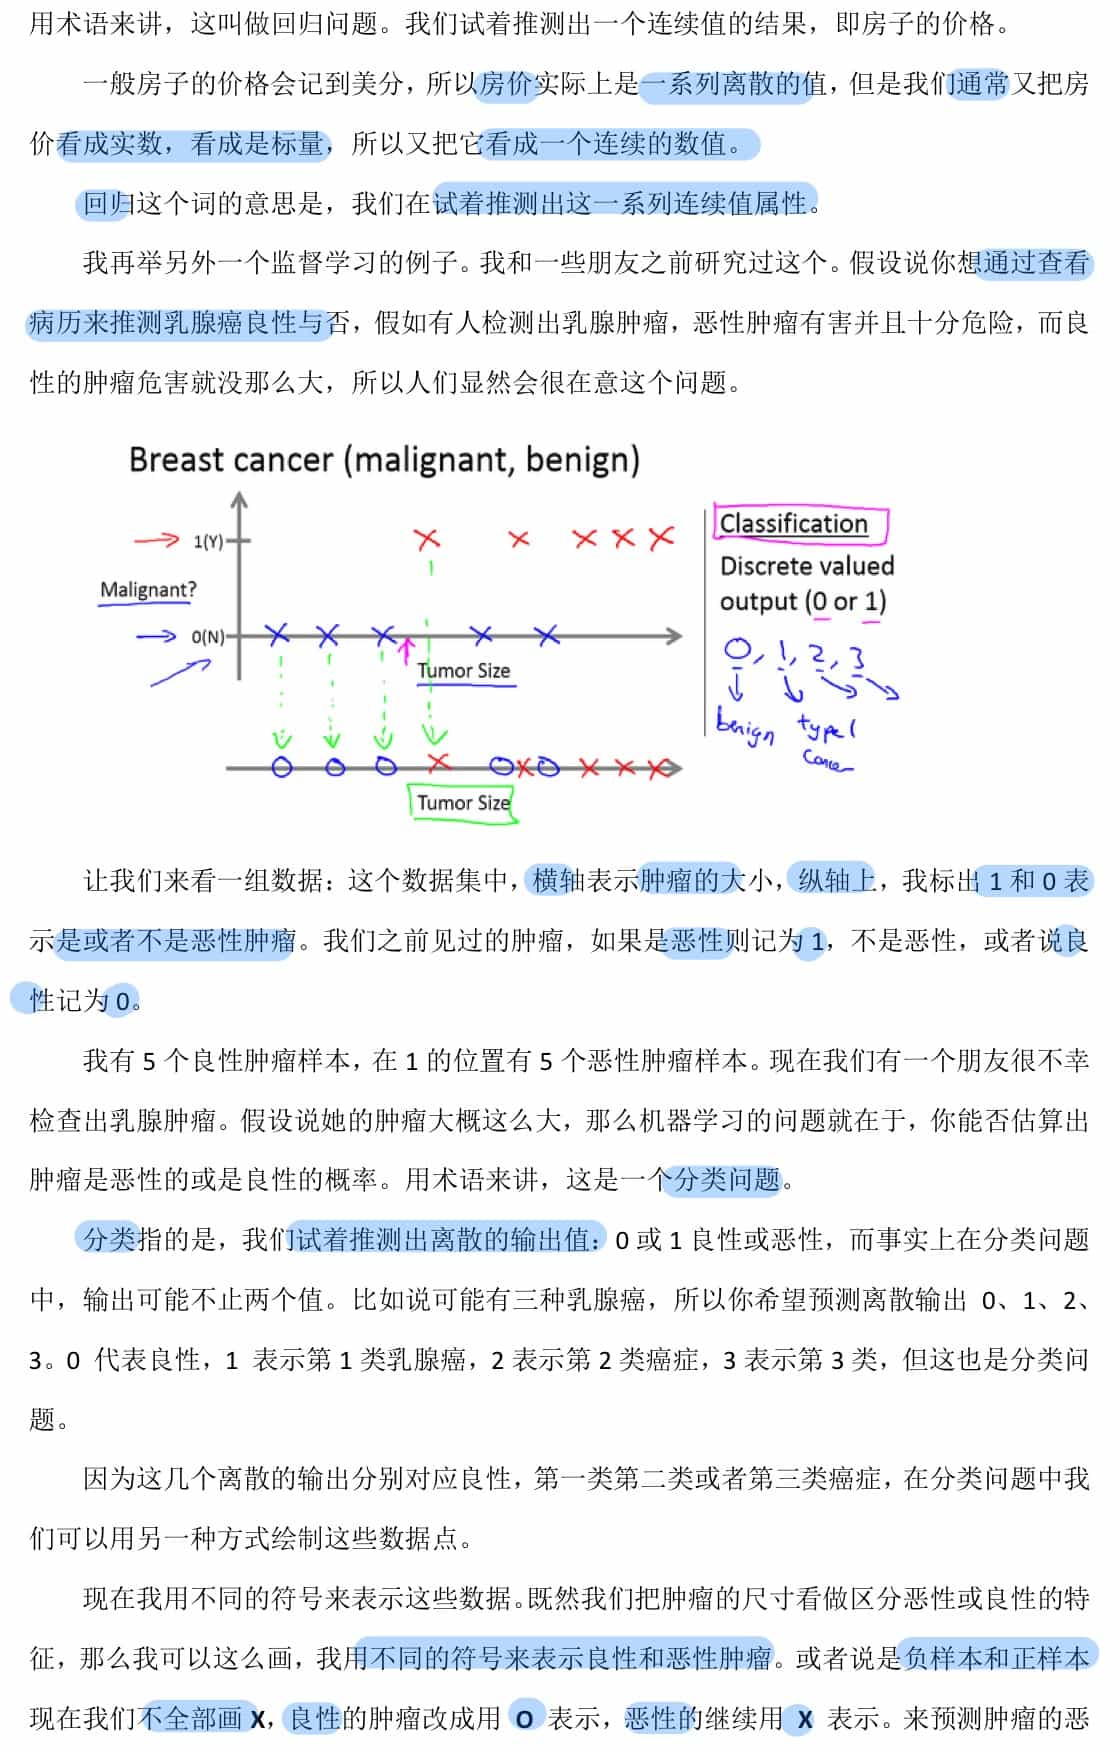 用术语来讲，这叫做回归问题。我们试着推测出一个连续值的结果，即房子的价格。
一般房子的价格会记到美分，所以房价实际上是一系列离散的值，但是我们通常又把房
价看成实数，看成是标量，所以又把它看成一个连续的数值。
回归这个词的意思是，我们在试着推测出这一系列连续值属性。
我再举另外一个监督学习的例子。我和一些朋友之前研究过这个。假设说你想通过查看
病历来推测乳腺癌良性与否，假如有人检测出乳腺肿瘤，恶性肿瘤有害并且十分危险，而良
性的肿瘤危害就没那么大，所以人们显然会很在意这个问题。
Breast cancer (malignant, benign)
1(Y)
Malignant?
0(N)
Tumor Size
Tumor Size
Classification
Discrete valued
output (0 or 1)
0, 1, 2, 3
benign type 1
cancer
让我们来看一组数据：这个数据集中，横轴表示肿瘤的大小，纵轴上，我标出 1 和 0 表
示是或者不是恶性肿瘤。我们之前见过的肿瘤，如果是恶性则记为 1，不是恶性，或者说良
性记为 0。
我有 5 个良性肿瘤样本，在 1 的位置有 5 个恶性肿瘤样本。现在我们有一个朋友很不幸
检查出乳腺肿瘤。假设说她的肿瘤大概这么大，那么机器学习的问题就在于，你能否估算出
肿瘤是恶性的或是良性的概率。用术语来讲，这是一个分类问题。
分类指的是，我们试着推测出离散的输出值：0 或 1 良性或恶性，而事实上在分类问题
中，输出可能不止两个值。比如说可能有三种乳腺癌，所以你希望预测离散输出 0、1、2、
3。0 代表良性，1 表示第 1 类乳腺癌，2 表示第 2 类癌症，3 表示第 3 类，但这也是分类问
题。
因为这几个离散的输出分别对应良性，第一类第二类或者第三类癌症，在分类问题中我
们可以用另一种方式绘制这些数据点。
现在我用不同的符号来表示这些数据。既然我们把肿瘤的尺寸看做区分恶性或良性的特
征，那么我可以这么画，我用不同的符号来表示良性和恶性肿瘤。或者说是负样本和正样本
现在我们不全部画 X，良性的肿瘤改成用 O 表示，恶性的继续用 X 表示。来预测肿瘤的恶